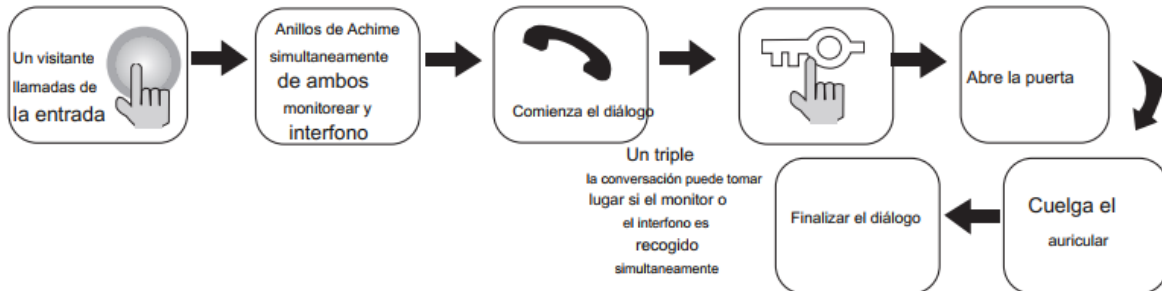 Un visitante
llamadas de
la entrada
Anillos de Achime
simultaneamente
de ambos
monitorear y
interfono
Comienza el diálogo
Un triple
la conversación puede tomar
lugar si el monitor o
el interfono es
recogido
simultaneamente
Abre la puerta
Cuelga el
auricular
Finalizar el diálogo